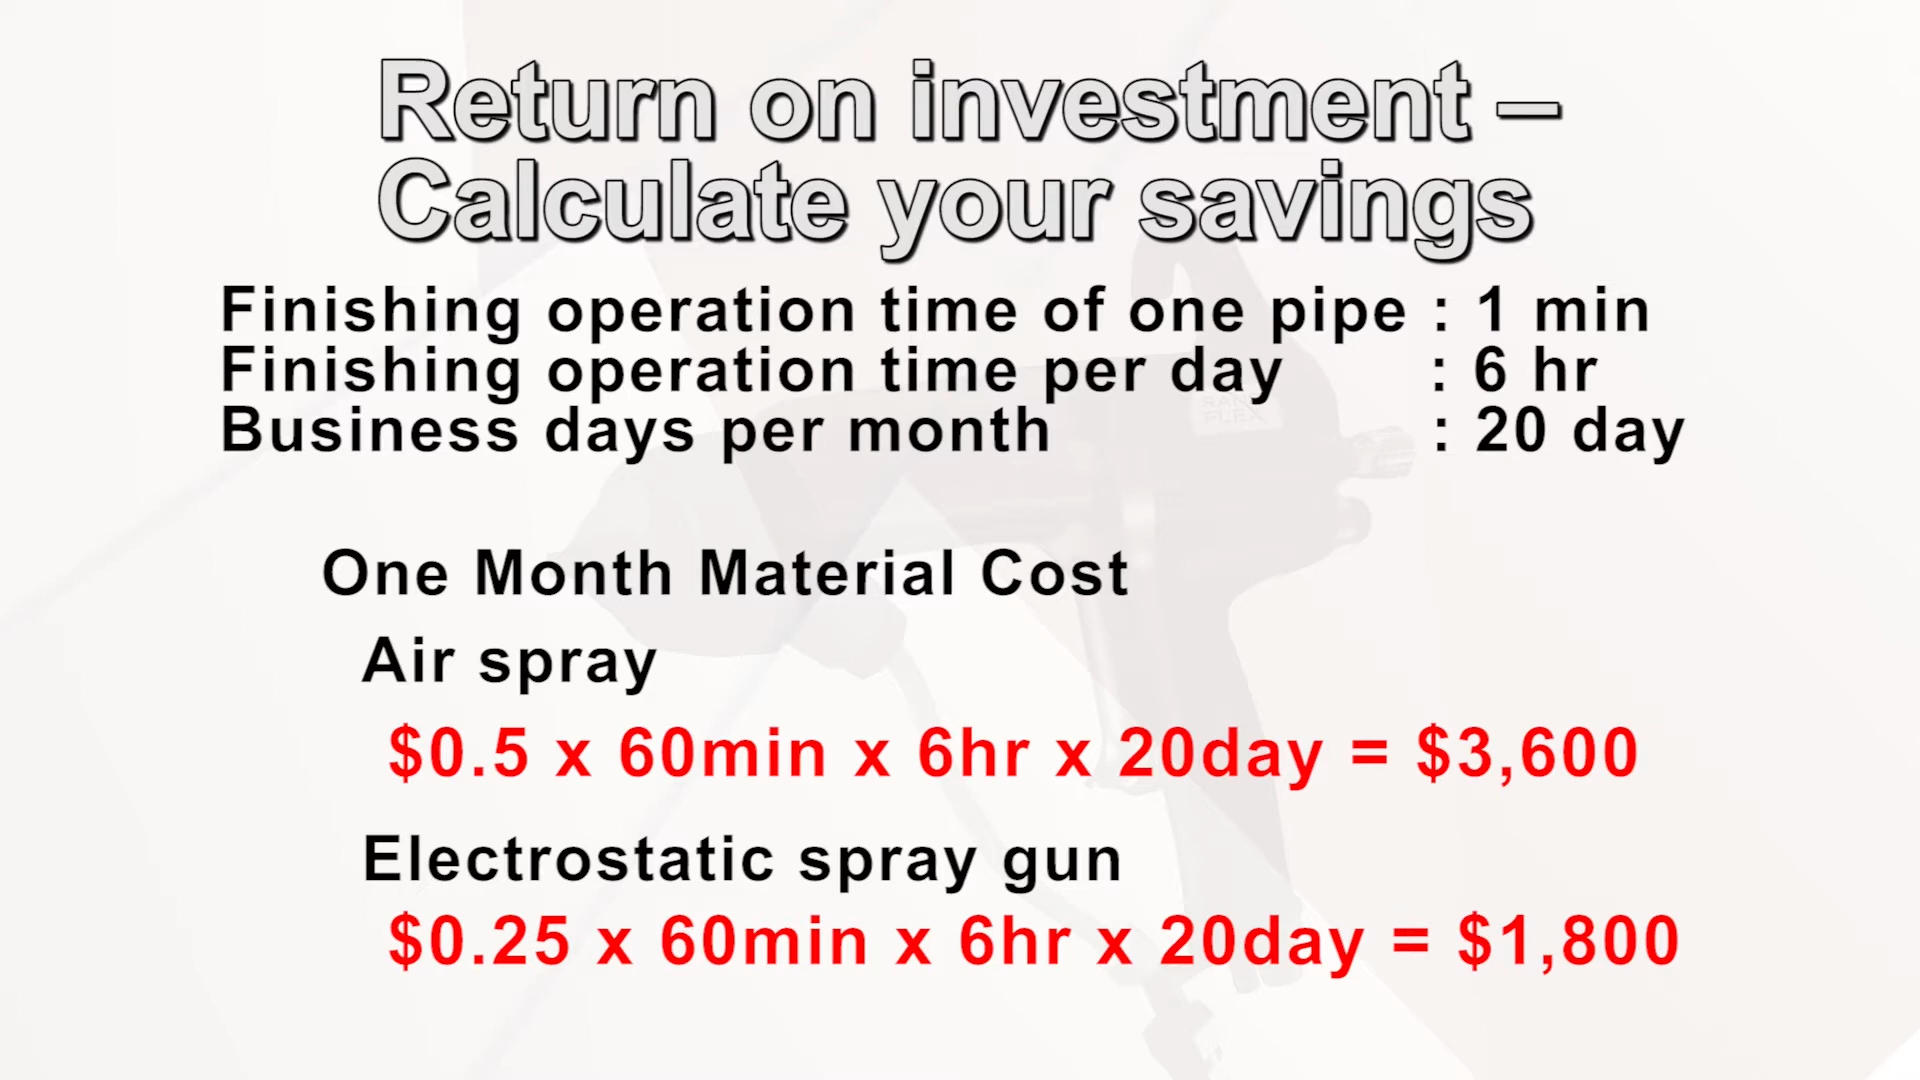 Return on investment –
Calculate your savings
Finishing operation time of one pipe : 1 min
Finishing operation time per day : 6 hr
Business days per month : 20 day
One Month Material Cost
Air spray
$0.5 x 60min x 6hr x 20day = $3,600
Electrostatic spray gun
$0.25 x 60min x 6hr x 20day = $1,800